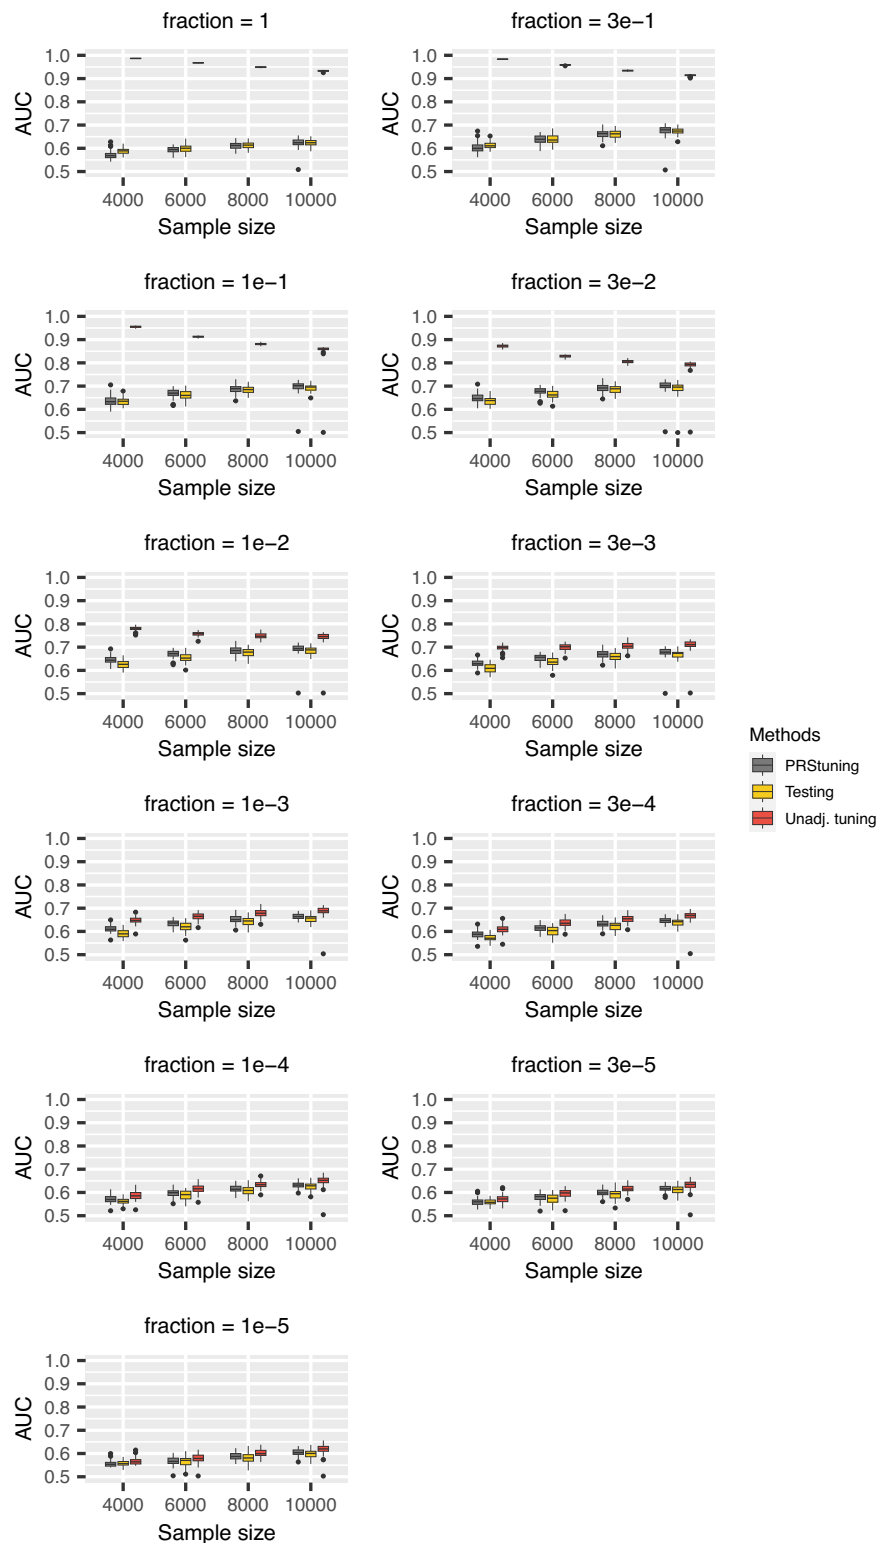 fraction = 1
AUC
1.0
0.9
0.8
0.7
0.6
0.5
4000 6000 8000 10000
Sample size
fraction = 3e−1
AUC
1.0
0.9
0.8
0.7
0.6
0.5
4000 6000 8000 10000
Sample size
fraction = 1e−1
AUC
1.0
0.9
0.8
0.7
0.6
0.5
4000 6000 8000 10000
Sample size
fraction = 3e−2
AUC
1.0
0.9
0.8
0.7
0.6
0.5
4000 6000 8000 10000
Sample size
fraction = 1e−2
AUC
1.0
0.9
0.8
0.7
0.6
0.5
4000 6000 8000 10000
Sample size
fraction = 3e−3
AUC
1.0
0.9
0.8
0.7
0.6
0.5
4000 6000 8000 10000
Sample size
Methods
PRStuning
Testing
Unadj. tuning
fraction = 1e−3
AUC
1.0
0.9
0.8
0.7
0.6
0.5
4000 6000 8000 10000
Sample size
fraction = 3e−4
AUC
1.0
0.9
0.8
0.7
0.6
0.5
4000 6000 8000 10000
Sample size
fraction = 1e−4
AUC
1.0
0.9
0.8
0.7
0.6
0.5
4000 6000 8000 10000
Sample size
fraction = 3e−5
AUC
1.0
0.9
0.8
0.7
0.6
0.5
4000 6000 8000 10000
Sample size
fraction = 1e−5
AUC
1.0
0.9
0.8
0.7
0.6
0.5
4000 6000 8000 10000
Sample size